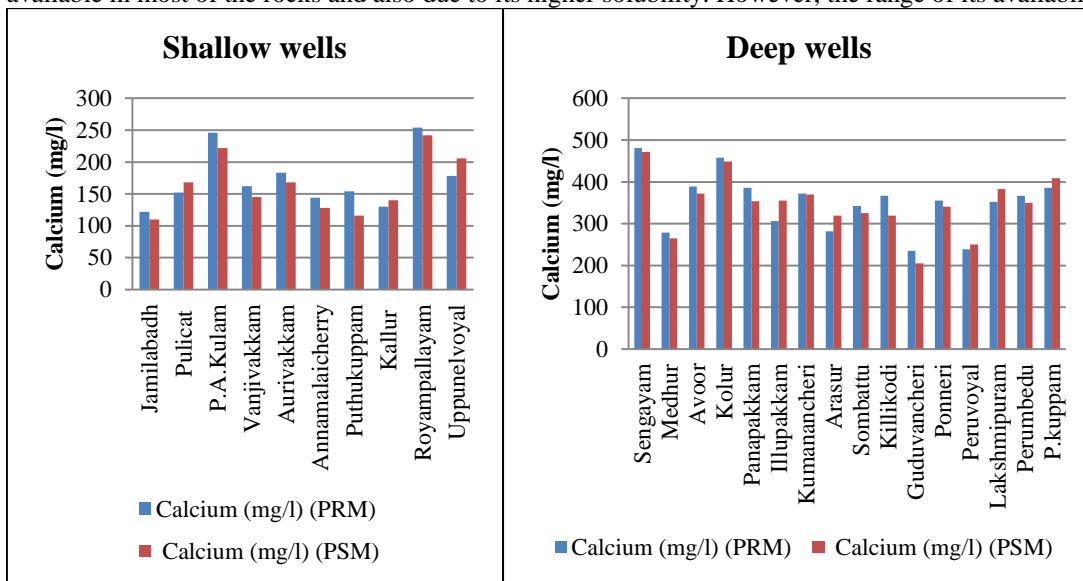 available in most of the rocks and also due to its higher solubility. However, the range of its availabil
Shallow wells
300
250
200
150
100
50
0
Calcium (mg/l)
Jamilabadh
Pulicat
P.A.Kulam
Vanjivakkam
Aurivakkam
Annamalaicherry
Puthukuppam
Kallur
Royampallayam
Uppunelvoyal
Calcium (mg/l) (PRM)
Calcium (mg/l) (PSM)
Deep wells
600
500
400
300
200
100
0
Calcium (mg/l)
Sengayam
Medhur
Avoor
Kolur
Panapakkam
Illupakkam
Kumanancheri
Arasur
Sombattu
Killikodi
Guduvancheri
Ponneri
Peruvoyal
Lakshmipuram
Perumbedu
P.kuppam
Calcium (mg/l) (PRM) Calcium (mg/l) (PSM)